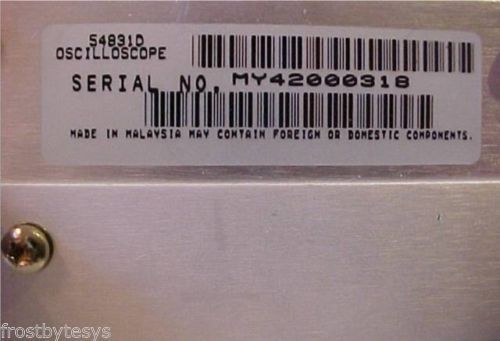 54831D
OSCILLOSCOPE
SERIAL NO. MY42000318
MADE IN MALAYSIA MAY CONTAIN FOREIGN OR DOMESTIC COMPONENTS.
frostbytesys